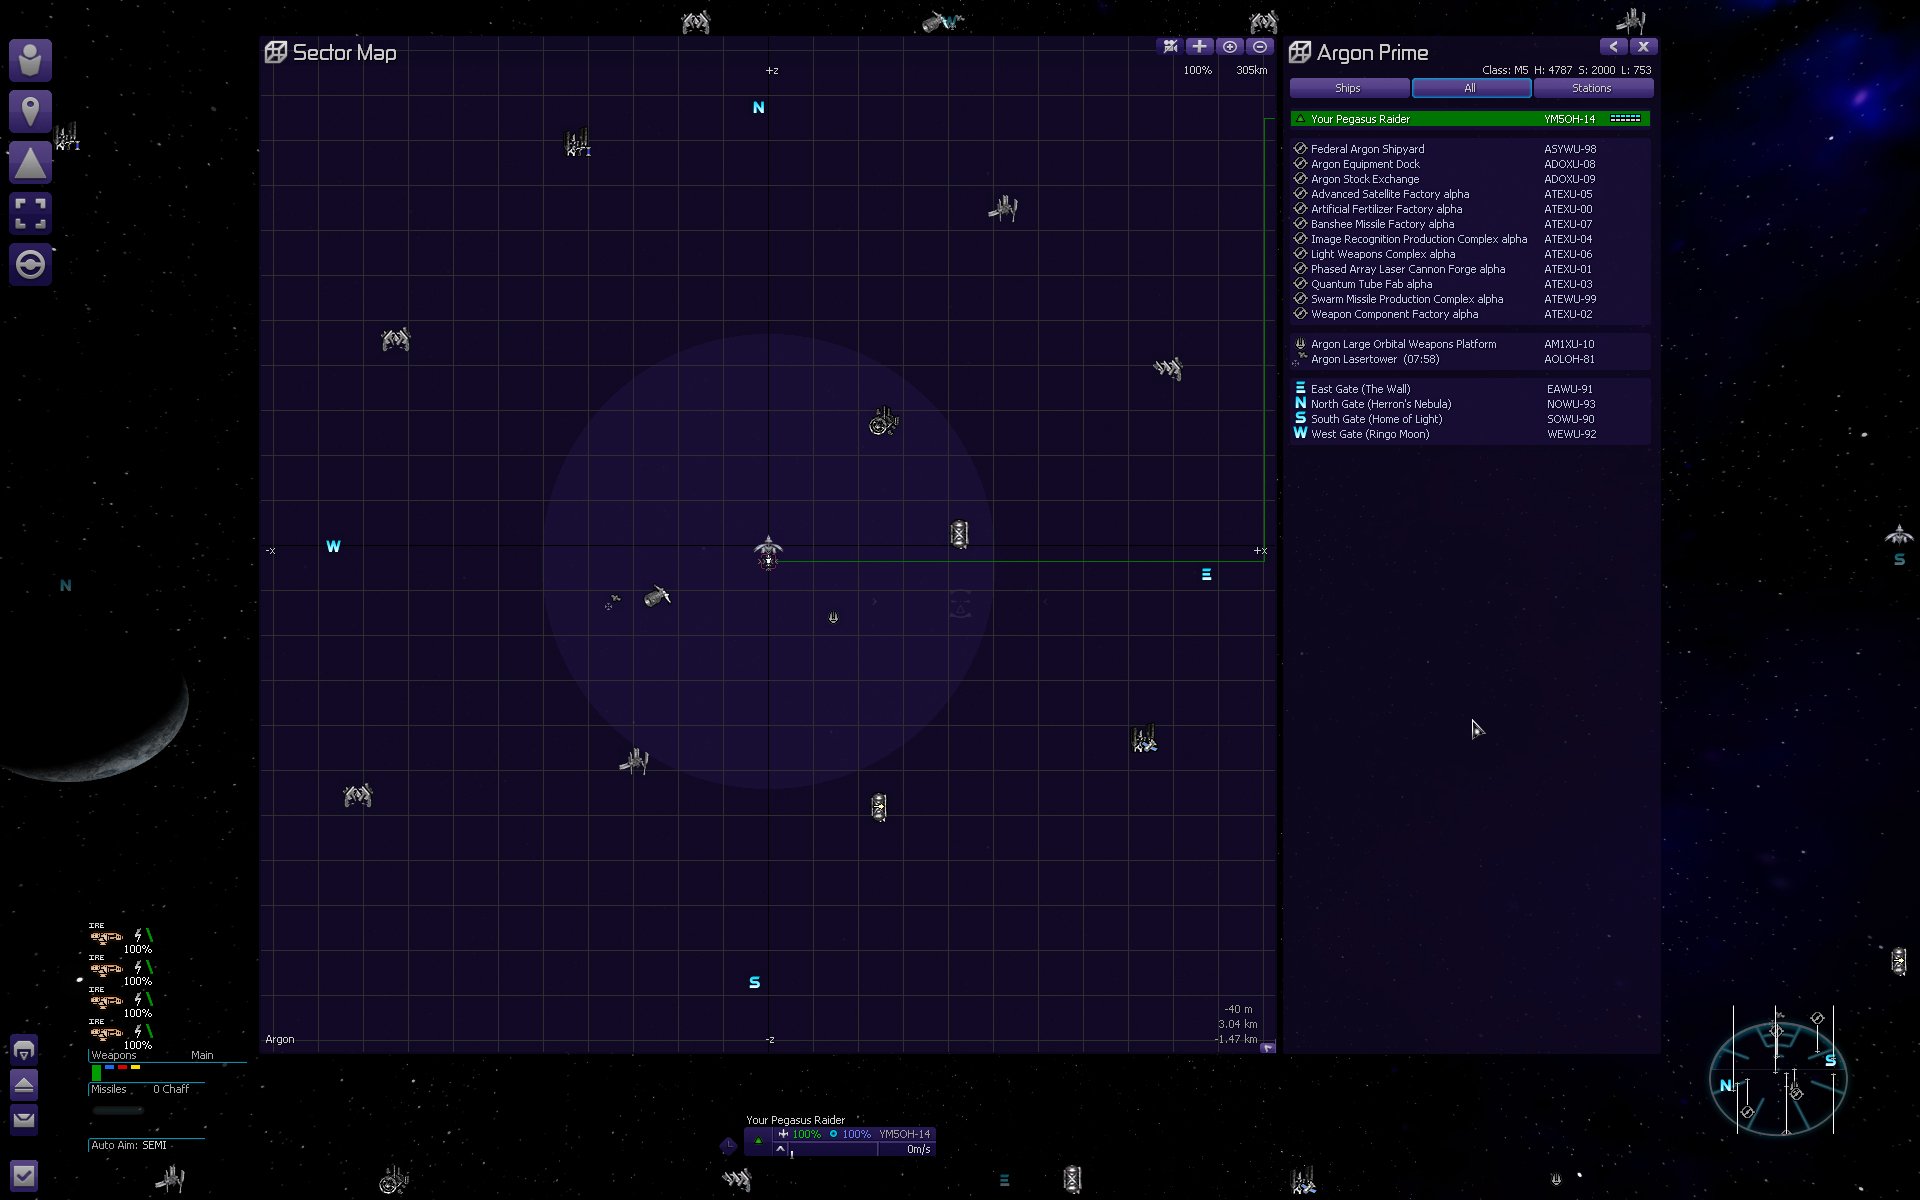 Sector Map
100% 305km
+z
N
-x
W
+x
E
S
-z
-40 m
3.04 km
-1.47 km
Argon
Argon Prime
Class: M5 H: 4787 S: 2000 L: 753
Ships All Stations
Your Pegasus Raider YM5OH-14
Federal Argon Shipyard ASYWU-98
Argon Equipment Dock ADOXU-08
Argon Stock Exchange ADOXU-09
Advanced Satellite Factory alpha ATEXU-05
Artificial Fertilizer Factory alpha ATEXU-00
Banshee Missile Factory alpha ATEXU-07
Image Recognition Production Complex alpha ATEXU-04
Light Weapons Complex alpha ATEXU-06
Phased Array Laser Cannon Forge alpha ATEXU-01
Quantum Tube Fab alpha ATEXU-03
Swarm Missile Production Complex alpha ATEWU-99
Weapon Component Factory alpha ATEXU-02
Argon Large Orbital Weapons Platform AM1XU-10
Argon Lasertower (07:58) AOLOH-81
E East Gate (The Wall) EAWU-91
N North Gate (Herron's Nebula) NOWU-93
S South Gate (Home of Light) SOWU-90
W West Gate (Ringo Moon) WEWU-92
W
N
S
IRE
100%
IRE
100%
IRE
100%
IRE
100%
Weapons Main
Missiles 0 Chaff
Auto Aim: SEMI
Your Pegasus Raider
100% 100% YM5OH-14
0m/s
E
N
S